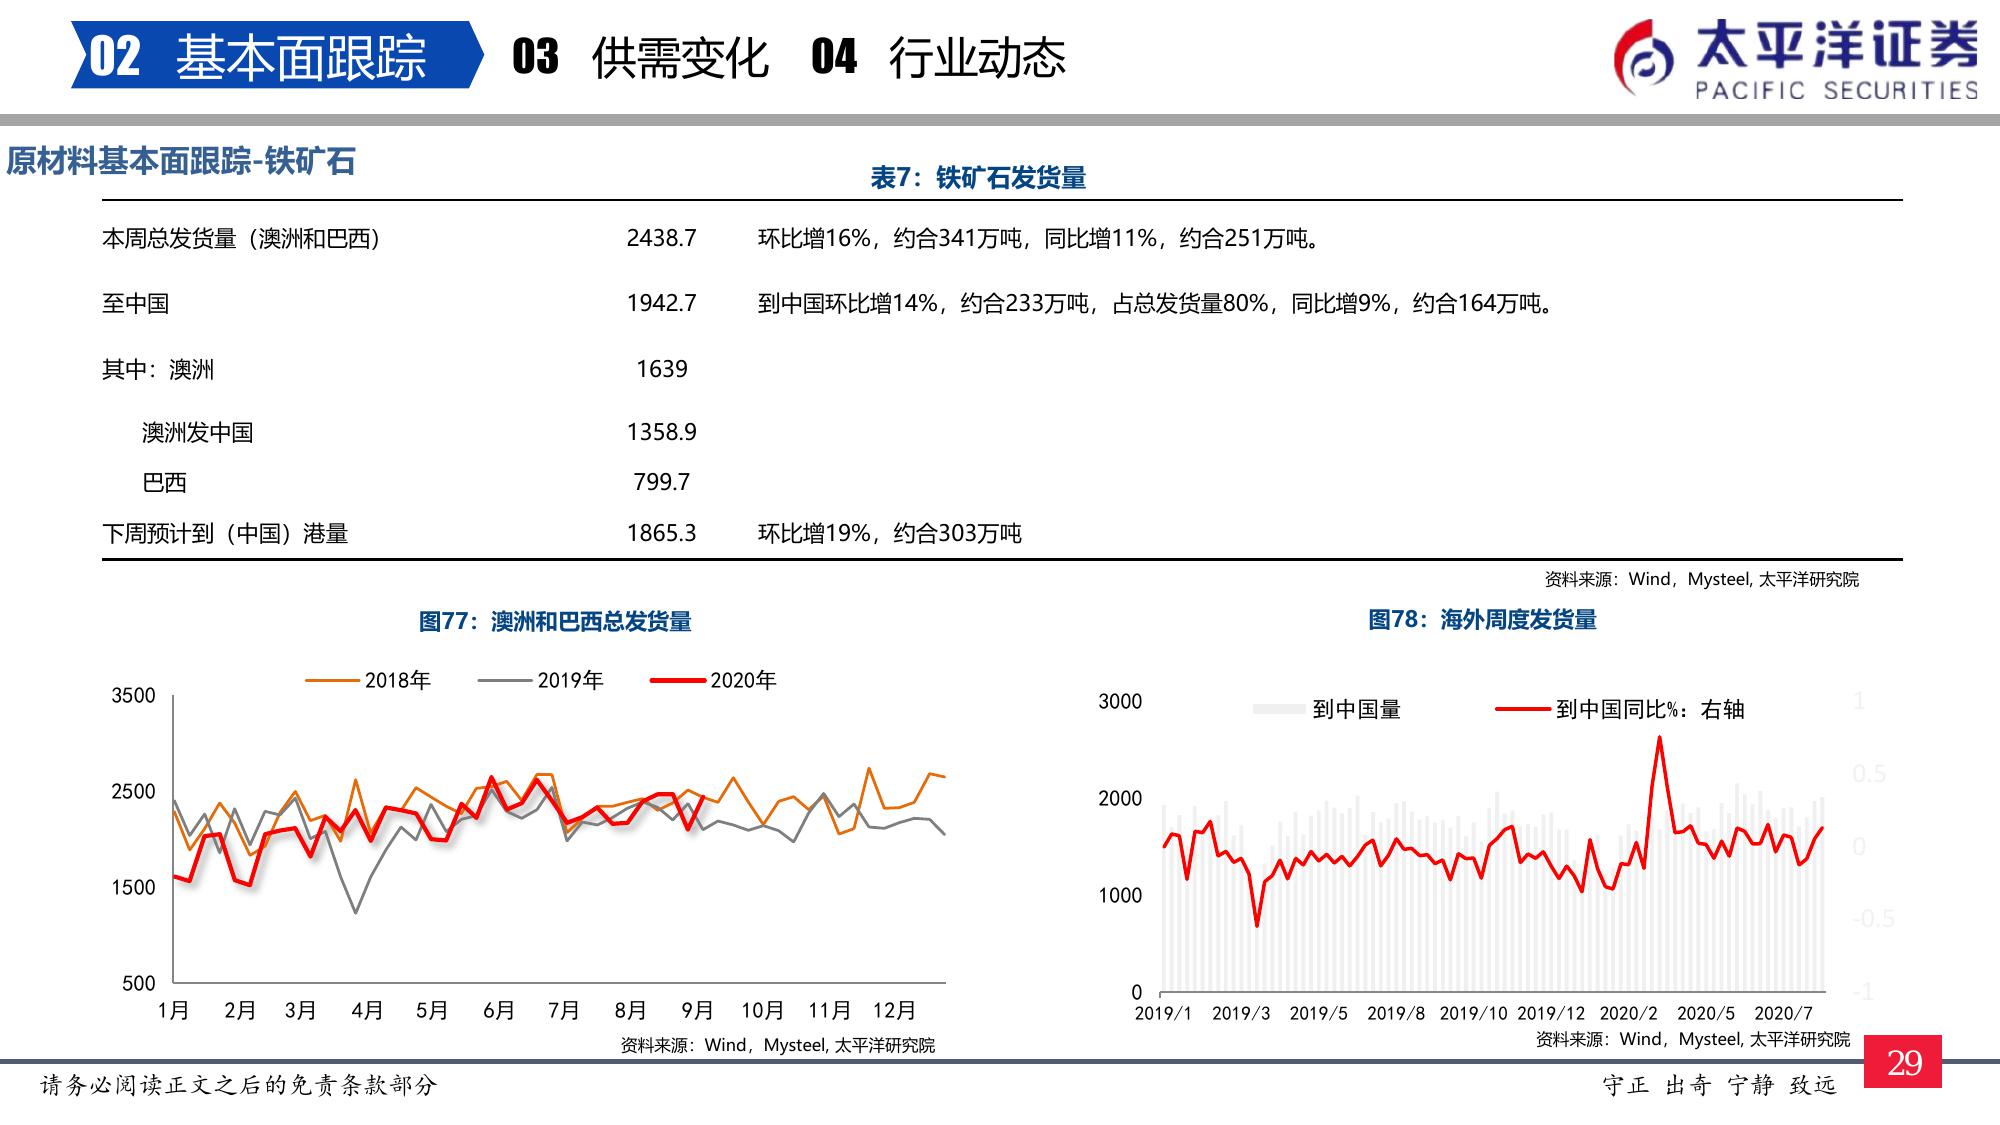 02 基本面跟踪 03 供需变化 04 行业动态
太平洋证券
PACIFIC SECURITIES
原材料基本面跟踪-铁矿石
表7：铁矿石发货量
本周总发货量（澳洲和巴西） 2438.7 环比增16%，约合341万吨，同比增11%，约合251万吨。
至中国 1942.7 到中国环比增14%，约合233万吨，占总发货量80%，同比增9%，约合164万吨。
其中：澳洲 1639
澳洲发中国 1358.9
巴西 799.7
下周预计到（中国）港量 1865.3 环比增19%，约合303万吨
资料来源：Wind，Mysteel, 太平洋研究院
图77：澳洲和巴西总发货量
2018年 2019年 2020年
3500
2500
1500
500
1月 2月 3月 4月 5月 6月 7月 8月 9月 10月 11月 12月
资料来源：Wind，Mysteel, 太平洋研究院
图78：海外周度发货量
到中国量 到中国同比%：右轴
3000
2000
1000
0
1
0.5
0
-0.5
-1
2019/1 2019/3 2019/5 2019/8 2019/10 2019/12 2020/2 2020/5 2020/7
资料来源：Wind，Mysteel, 太平洋研究院
请务必阅读正文之后的免责条款部分
守正 出奇 宁静 致远
29